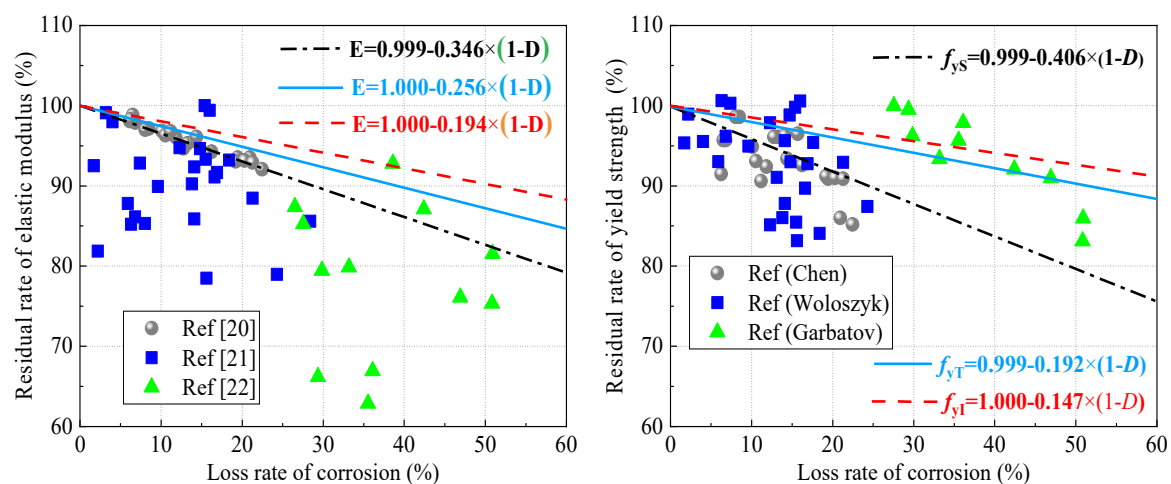 110
100
90
80
70
60
0
10
20
30
40
50
60
Residual rate of elastic modulus (%)
Loss rate of corrosion (%)
E=0.999-0.346×(1-D)
E=1.000-0.256×(1-D)
E=1.000-0.194×(1-D)
Ref [20]
Ref [21]
Ref [22]
110
100
90
80
70
60
0
10
20
30
40
50
60
Residual rate of yield strength (%)
Loss rate of corrosion (%)
fyS=0.999-0.406×(1-D)
Ref (Chen)
Ref (Woloszyk)
Ref (Garbatov)
fyT=0.999-0.192×(1-D)
fyI=1.000-0.147×(1-D)